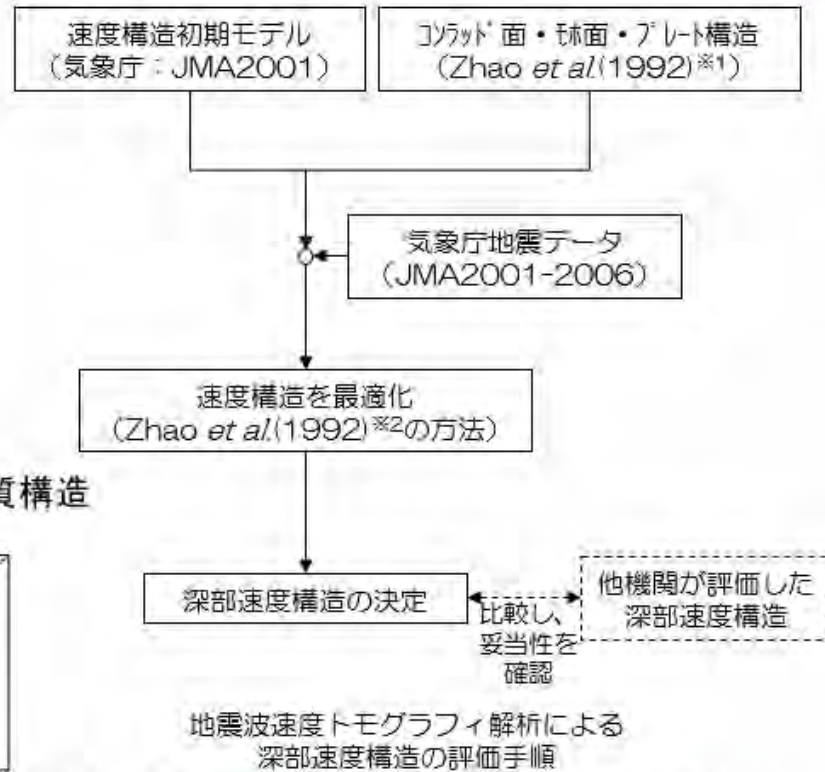 速度構造初期モデル
（気象庁：JMA2001）
コンラッド面・モホ面・プレート構造
（Zhao et al.(1992)※1）
気象庁地震データ
（JMA2001-2006）
速度構造を最適化
（Zhao et al.(1992)※2の方法）
質構造
深部速度構造の決定
比較し、
妥当性を
確認
他機関が評価した
深部速度構造
地震波速度トモグラフィ解析による
深部速度構造の評価手順